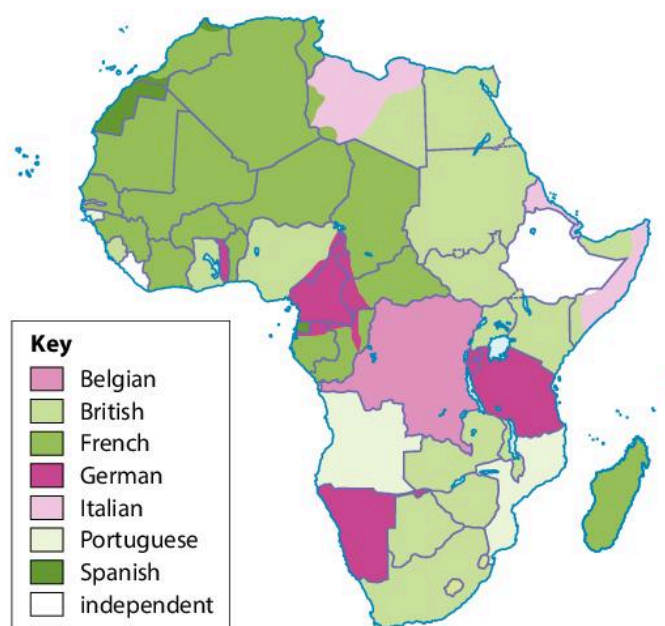 Key
Belgian
British
French
German
Italian
Portuguese
Spanish
independent